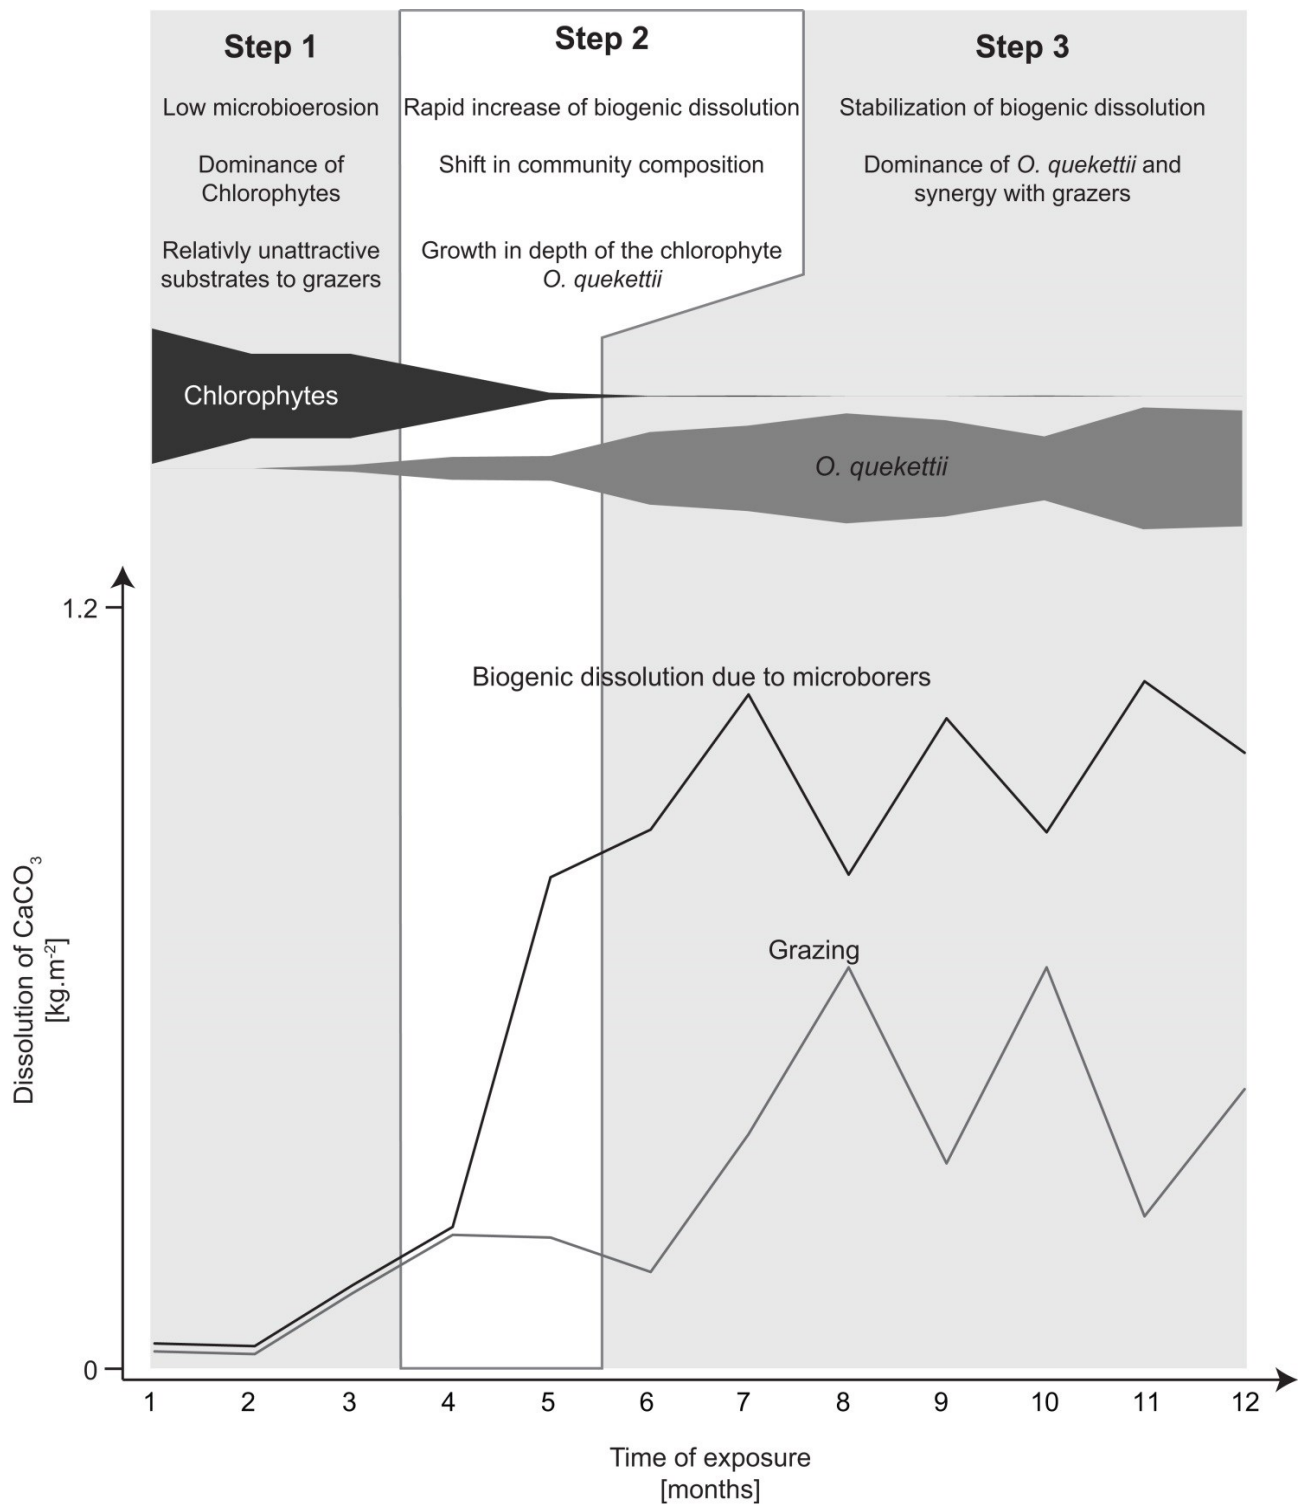 Step 1
Low microbioerosion
Dominance of
Chlorophytes
Relativly unattractive
substrates to grazers
Step 2
Rapid increase of biogenic dissolution
Shift in community composition
Growth in depth of the chlorophyte
O. quekettii
Step 3
Stabilization of biogenic dissolution
Dominance of O. quekettii and
synergy with grazers
Chlorophytes
O. quekettii
1.2
Biogenic dissolution due to microborers
Grazing
Dissolution of CaCO₃
[kg.m⁻²]
0
1 2 3 4 5 6 7 8 9 10 11 12
Time of exposure
[months]